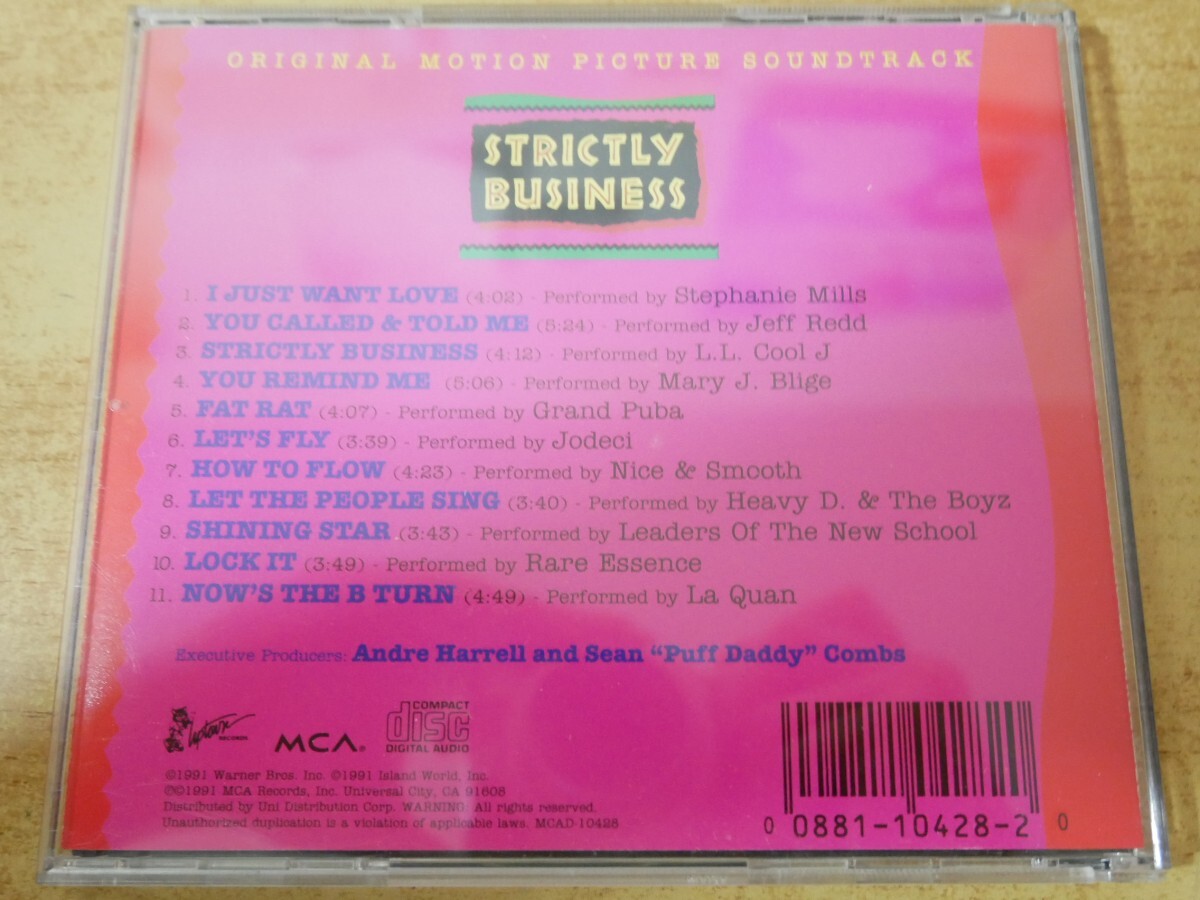 ORIGINAL MOTION PICTURE SOUNDTRACK
STRICTLY
BUSINESS
1. I JUST WANT LOVE (4:02) - Performed by Stephanie Mills
2. YOU CALLED & TOLD ME (5:24) - Performed by Jeff Redd
3. STRICTLY BUSINESS (4:12) - Performed by L.L. Cool J
4. YOU REMIND ME (5:06) - Performed by Mary J. Blige
5. FAT RAT (4:07) - Performed by Grand Puba
6. LET'S FLY (3:39) - Performed by Jodeci
7. HOW TO FLOW (4:23) - Performed by Nice & Smooth
8. LET THE PEOPLE SING (3:40) - Performed by Heavy D. & The Boyz
9. SHINING STAR (3:43) - Performed by Leaders Of The New School
10. LOCK IT (3:49) - Performed by Rare Essence
11. NOW'S THE B TURN (4:49) - Performed by La Quan
Executive Producers: Andre Harrell and Sean "Puff Daddy" Combs
Uptown
RECORDS
MCA®
COMPACT
disc
DIGITAL AUDIO
©1991 Warner Bros. Inc. ©1991 Island World, Inc.
℗©1991 MCA Records, Inc. Universal City, CA 91608
Distributed by Uni Distribution Corp. WARNING: All rights reserved.
Unauthorized duplication is a violation of applicable laws. MCAD-10428
0 0881-10428-2 0